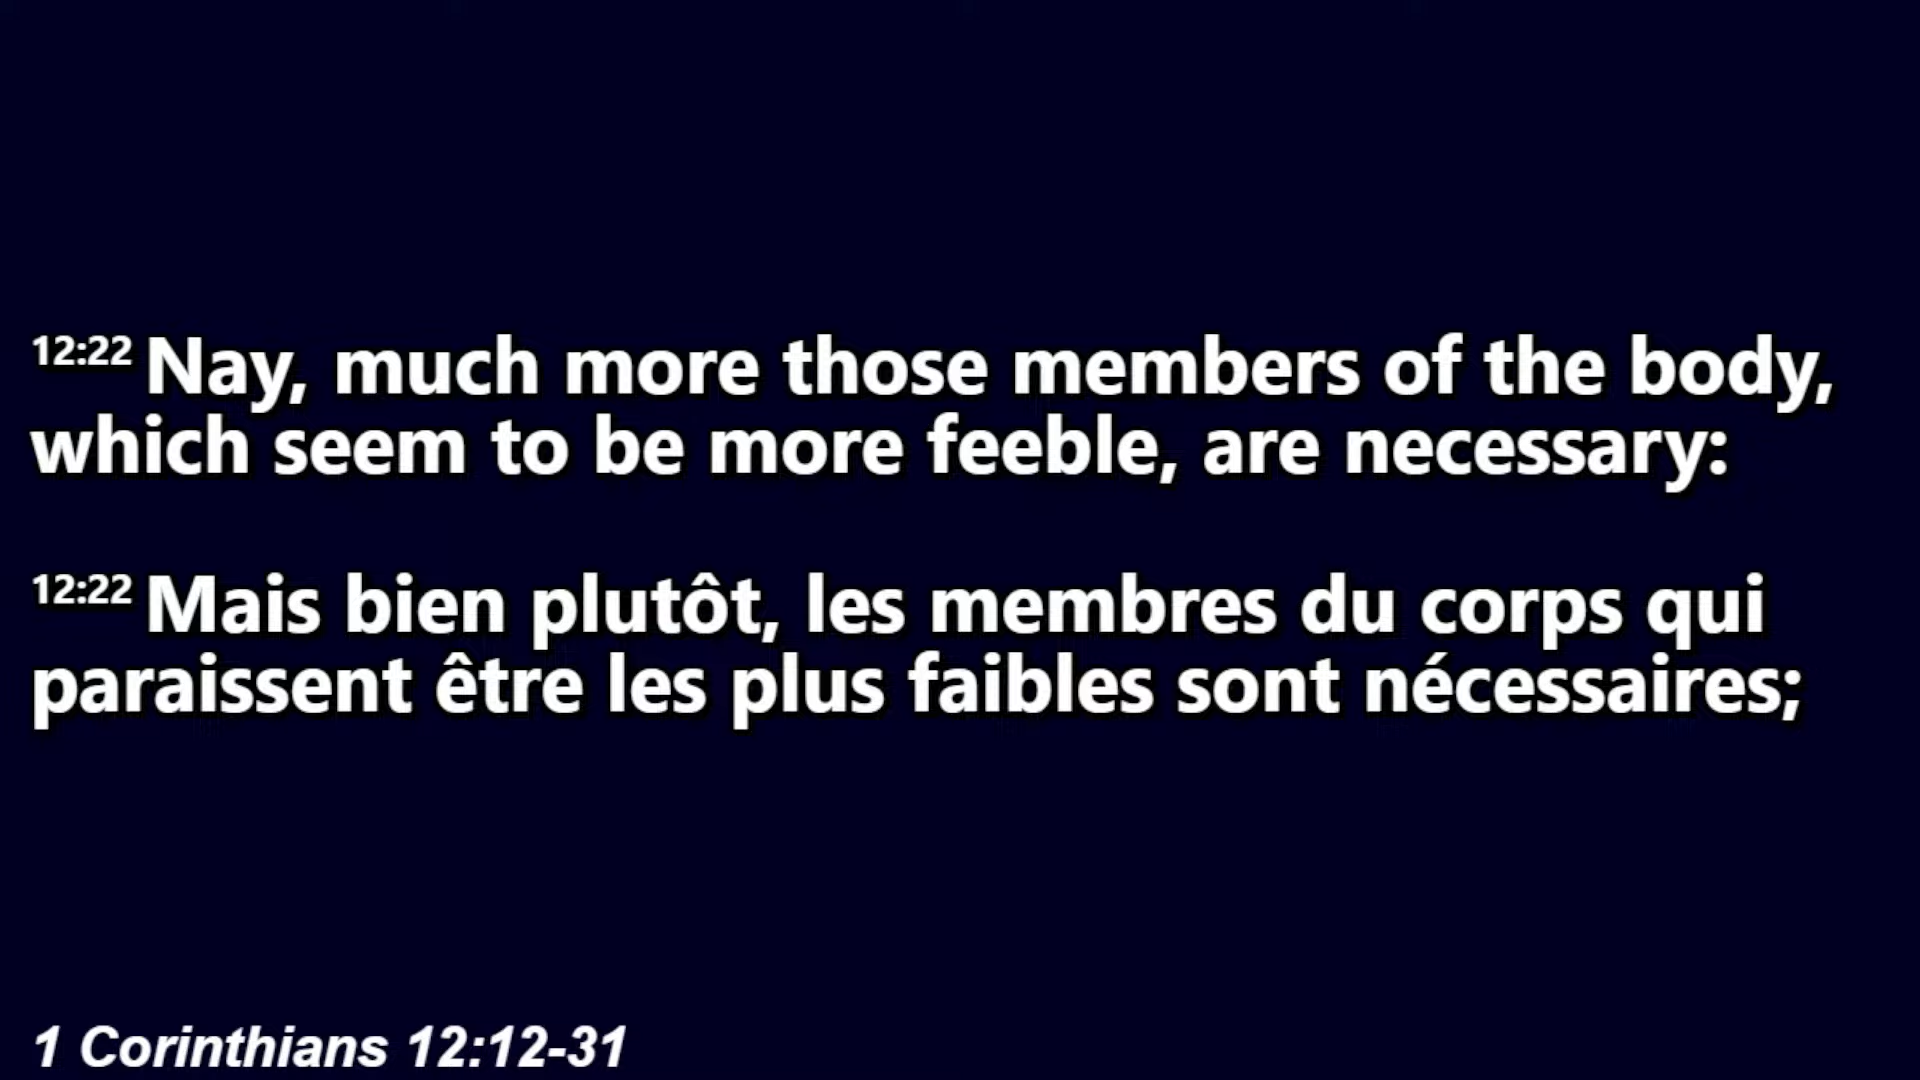 12:22 Nay, much more those members of the body,
which seem to be more feeble, are necessary:
12:22 Mais bien plutôt, les membres du corps qui
paraissent être les plus faibles sont nécessaires;
1 Corinthians 12:12-31